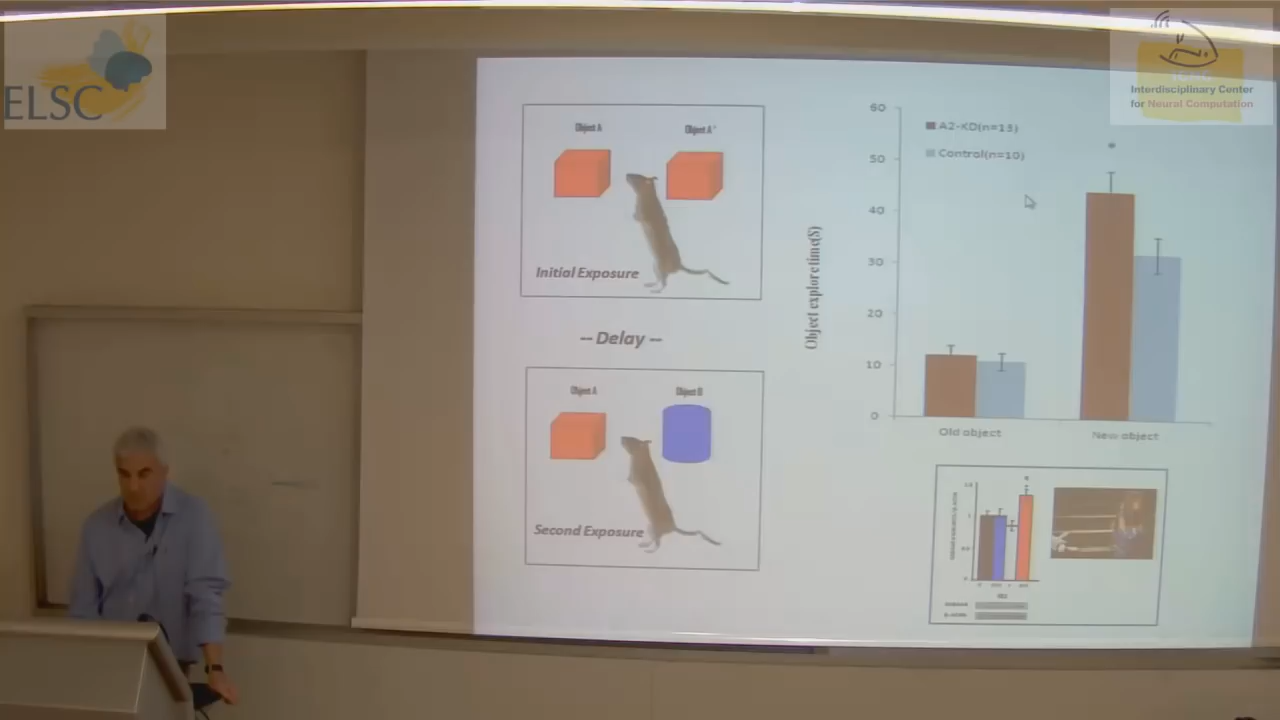 ELSC
ICNC
Interdisciplinary Center
for Neural Computation
Object A
Object A'
Initial Exposure
-- Delay --
Object A
Object B
Second Exposure
60
50
40
30
20
10
0
A2-KD(n=13)
Control(n=10)
*
Object explore time(S)
Old object
New object
*